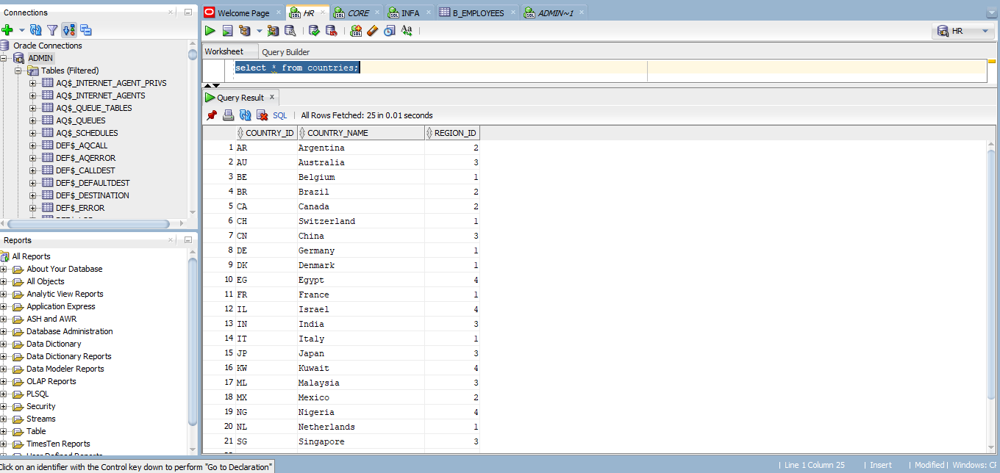 Connections
Oracle Connections
ADMIN
Tables (Filtered)
AQ$_INTERNET_AGENT_PRIVS
AQ$_INTERNET_AGENTS
AQ$_QUEUE_TABLES
AQ$_QUEUES
AQ$_SCHEDULES
DEF$_AQCALL
DEF$_AQERROR
DEF$_CALLDEST
DEF$_DEFAULTDEST
DEF$_DESTINATION
DEF$_ERROR
Reports
All Reports
About Your Database
All Objects
Analytic View Reports
Application Express
ASH and AWR
Database Administration
Data Dictionary
Data Dictionary Reports
Data Modeler Reports
OLAP Reports
PLSQL
Security
Streams
Table
TimesTen Reports
Welcome Page HR CORE INFA B_EMPLOYEES ADMIN~1
HR
Worksheet Query Builder
select * from countries;
Query Result
SQL | All Rows Fetched: 25 in 0.01 seconds
COUNTRY_ID COUNTRY_NAME REGION_ID
1 AR Argentina 2
2 AU Australia 3
3 BE Belgium 1
4 BR Brazil 2
5 CA Canada 2
6 CH Switzerland 1
7 CN China 3
8 DE Germany 1
9 DK Denmark 1
10 EG Egypt 4
11 FR France 1
12 IL Israel 4
13 IN India 3
14 IT Italy 1
15 JP Japan 3
16 KW Kuwait 4
17 ML Malaysia 3
18 MX Mexico 2
19 NG Nigeria 4
20 NL Netherlands 1
21 SG Singapore 3
Click on an identifier with the Control key down to perform "Go to Declaration"
| Line 1 Column 25 | Insert | Modified | Windows: CF